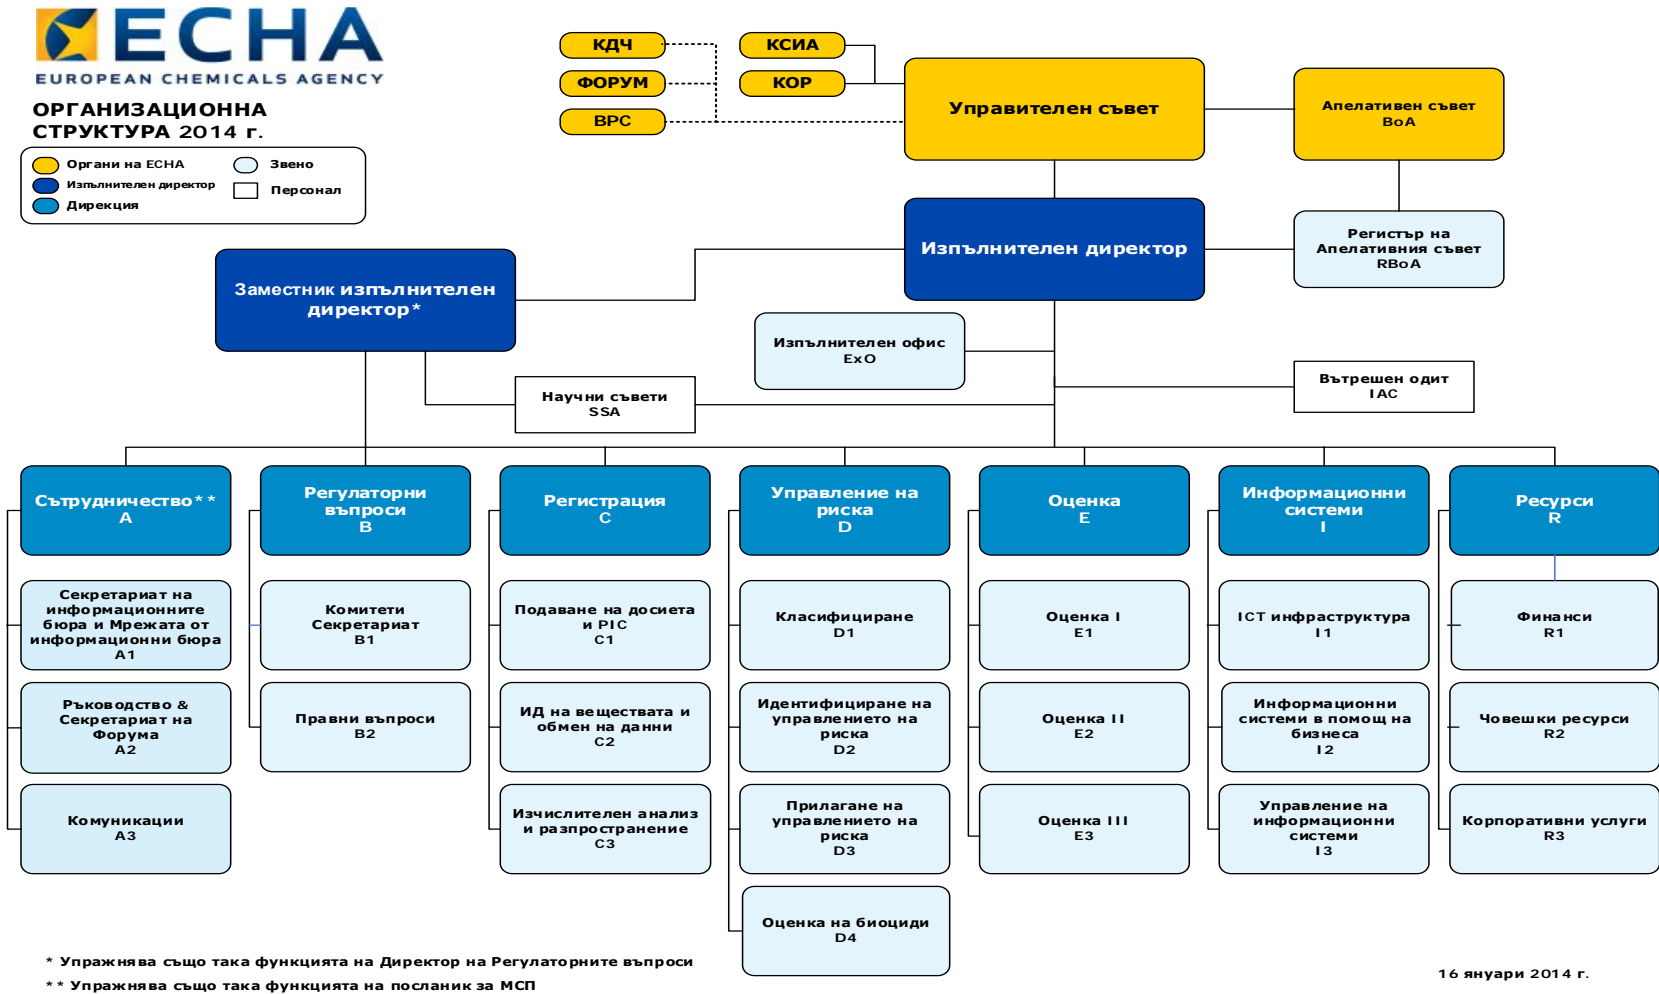 ECHA
EUROPEAN CHEMICALS AGENCY
ОРГАНИЗАЦИОННА
СТРУКТУРА 2014 г.
Органи на ECHA
Изпълнителен директор
Дирекция
Звено
Персонал
КДЧ
ФОРУМ
ВРС
КСИА
КОР
Управителен съвет
Апелативен съвет
BoA
Изпълнителен директор
Регистър на
Апелативния съвет
RBoA
Заместник изпълнителен
директор*
Изпълнителен офис
ExO
Научни съвети
SSA
Вътрешен одит
IAC
Сътрудничество**
A
Регулаторни
въпроси
B
Регистрация
C
Управление на
риска
D
Оценка
E
Информационни
системи
I
Ресурси
R
Секретариат на
информационните
бюра и Мрежата от
информационни бюра
A1
Комитети
Секретариат
B1
Подаване на досиета
и PIC
C1
Класифициране
D1
Оценка I
E1
ICT инфраструктура
I1
Финанси
R1
Ръководство &
Секретариат на
Форума
A2
Правни въпроси
B2
ИД на веществата и
обмен на данни
C2
Идентифициране на
управлението на
риска
D2
Оценка II
E2
Информационни
системи в помощ на
бизнеса
I2
Човешки ресурси
R2
Комуникации
A3
Изчислителен анализ
и разпространение
C3
Прилагане на
управлението на
риска
D3
Оценка III
E3
Управление на
информационни
системи
I3
Корпоративни услуги
R3
Оценка на биоциди
D4
* Упражнява също така функцията на Директор на Регулаторните въпроси
** Упражнява също така функцията на посланик за МСП
16 януари 2014 г.